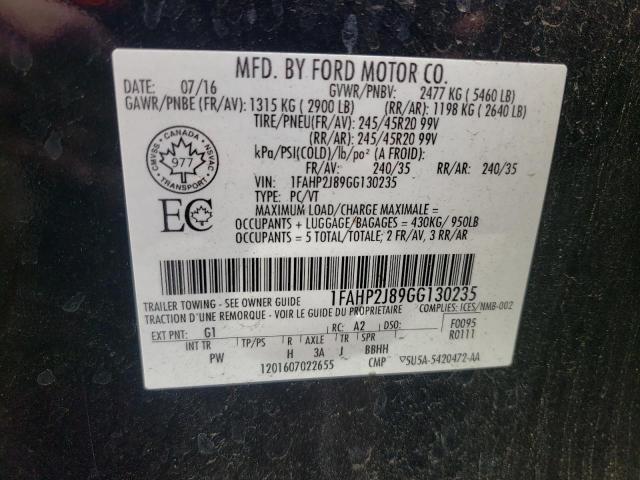 MFD. BY FORD MOTOR CO.
DATE: 07/16 GVWR/PNBV: 2477 KG ( 5460 LB)
GAWR/PNBE (FR/AV): 1315 KG ( 2900 LB) (RR/AR): 1198 KG ( 2640 LB)
TIRE/PNEU(FR/AV): 245/45R20 99V
(RR/AR): 245/45R20 99V
kPa/PSI(COLD)/lb/po² (A FROID):
FR/AV: 240/35 RR/AR: 240/35
VIN: 1FAHP2J89GG130235
TYPE: PC/VT
MAXIMUM LOAD/CHARGE MAXIMALE =
OCCUPANTS + LUGGAGE/BAGAGES = 430KG/ 950LB
OCCUPANTS = 5 TOTAL/TOTALE; 2 FR/AV, 3 RR/AR
CMVSS • CANADA • NSVAC
977
TRANSPORT
EC
1FAHP2J89GG130235
TRAILER TOWING - SEE OWNER GUIDE
TRACTION D'UNE REMORQUE - VOIR LE GUIDE DU PROPRIETAIRE
COMPLIES: ICES/NMB-002
EXT PNT: G1 RC: A2 DSO:
F0095
R0111
INT TR TP/PS R AXLE TR SPR
PW H 3A J BBHH
1201607022655 CMP
5U5A-5420472-AA